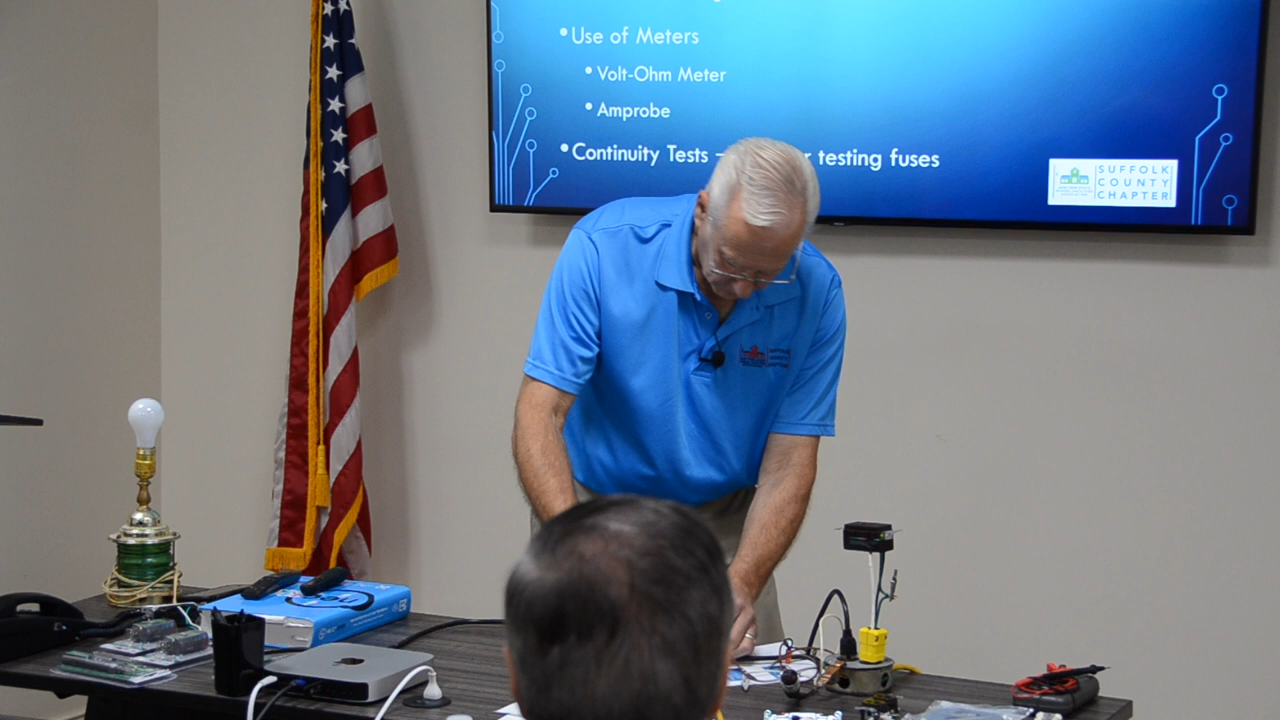 • Use of Meters
• Volt-Ohm Meter
• Amprobe
• Continuity Tests – testing fuses
SUFFOLK
COUNTY
CHAPTER